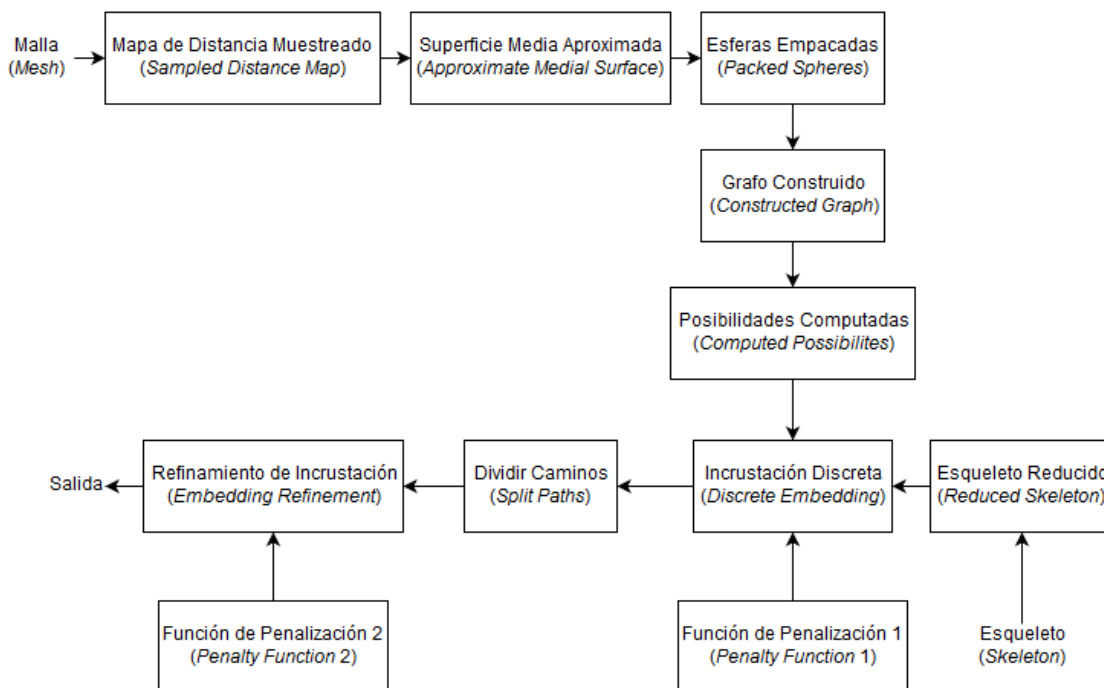 Malla
(Mesh)
Mapa de Distancia Muestreado
(Sampled Distance Map)
Superficie Media Aproximada
(Approximate Medial Surface)
Esferas Empacadas
(Packed Spheres)
Grafo Construido
(Constructed Graph)
Posibilidades Computadas
(Computed Possibilites)
Salida
Refinamiento de Incrustación
(Embedding Refinement)
Dividir Caminos
(Split Paths)
Incrustación Discreta
(Discrete Embedding)
Esqueleto Reducido
(Reduced Skeleton)
Función de Penalización 2
(Penalty Function 2)
Función de Penalización 1
(Penalty Function 1)
Esqueleto
(Skeleton)